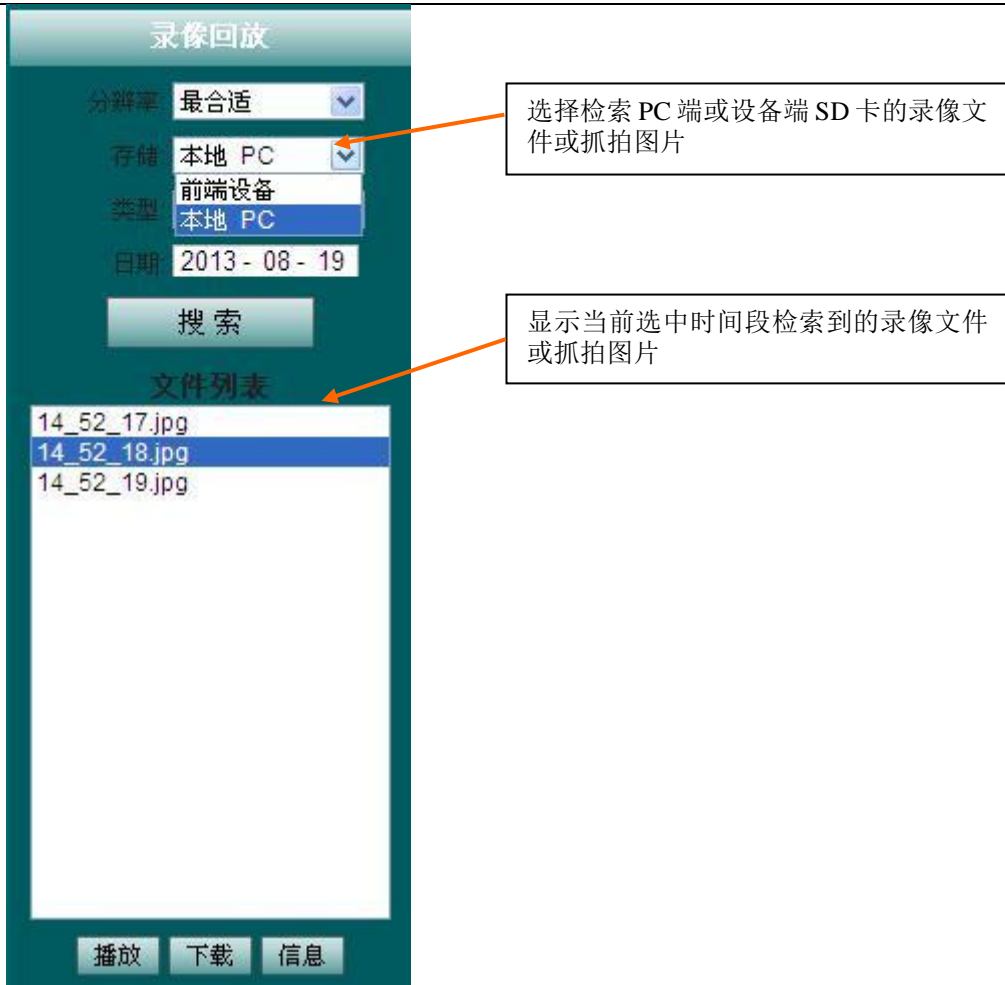 录像回放
分辨率: 最合适
存储: 本地 PC
前端设备
类型: 本地 PC
日期: 2013 - 08 - 19
搜 索
文件列表
14_52_17.jpg
14_52_18.jpg
14_52_19.jpg
播放 下载 信息
选择检索 PC 端或设备端 SD 卡的录像文
件或抓拍图片
显示当前选中时间段检索到的录像文件
或抓拍图片